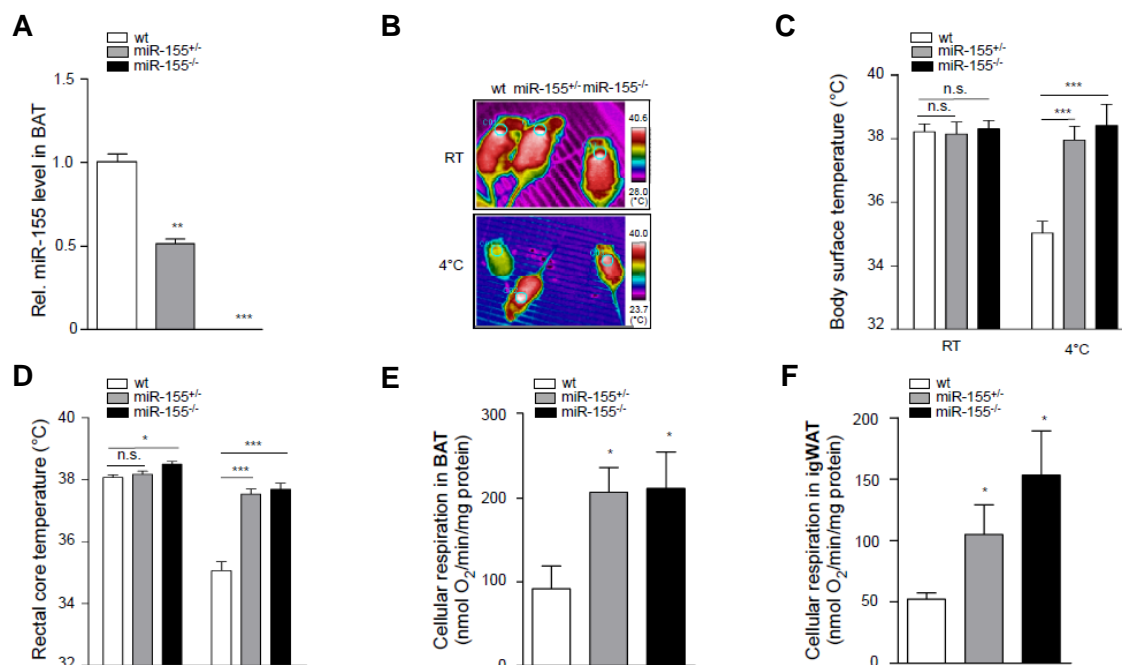 A
wt
miR-155+/-
miR-155-/-
Rel. miR-155 level in BAT
1.5
1.0
0.5
0
**
***
B
wt miR-155+/- miR-155-/-
RT
40.6
28.0
(°C)
4°C
40.0
23.7
(°C)
C
wt
miR-155+/-
miR-155-/-
Body surface temperature (°C)
40
38
36
34
32
n.s.
n.s.
***
***
RT
4°C
D
wt
miR-155+/-
miR-155-/-
Rectal core temperature (°C)
40
38
36
34
32
*
n.s.
***
***
E
wt
miR-155+/-
miR-155-/-
Cellular respiration in BAT
(nmol O2/min/mg protein)
300
200
100
0
*
*
F
wt
miR-155+/-
miR-155-/-
Cellular respiration in igWAT
(nmol O2/min/mg protein)
200
150
100
50
0
*
*